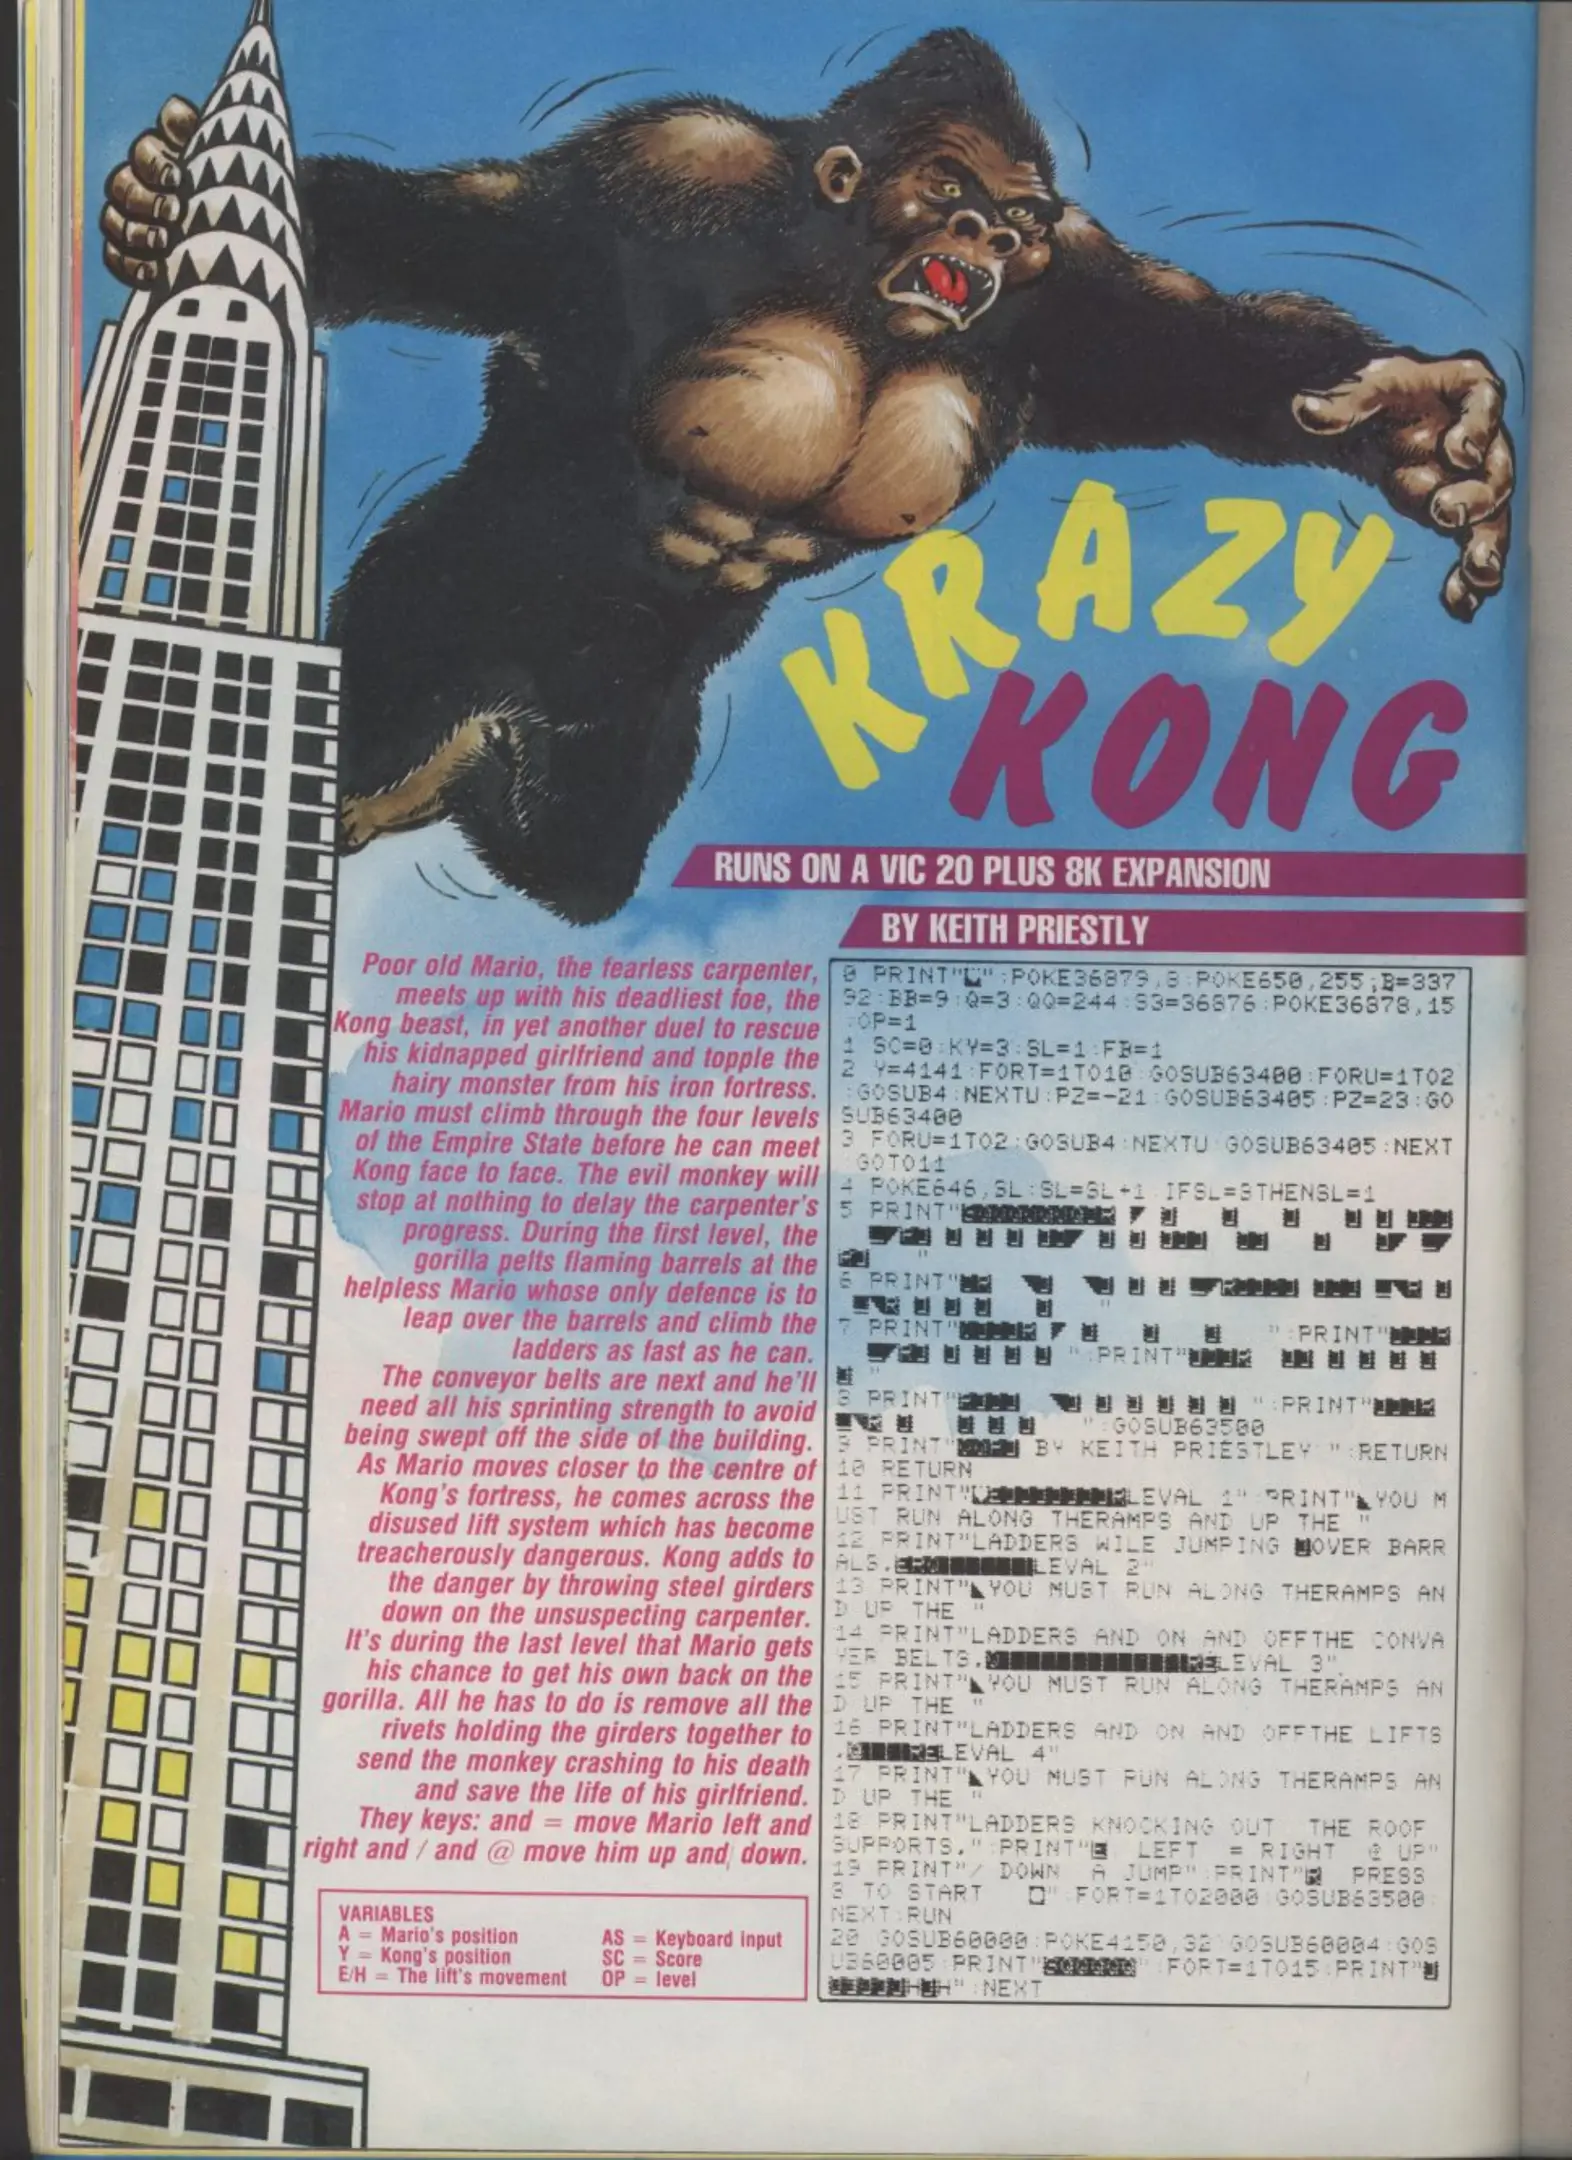 KRAZY
KONG
RUNS ON A VIC 20 PLUS 8K EXPANSION
BY KEITH PRIESTLY
Poor old Mario, the fearless carpenter,
meets up with his deadliest foe, the
Kong beast, in yet another duel to rescue
his kidnapped girlfriend and topple the
hairy monster from his iron fortress.
Mario must climb through the four levels
of the Empire State before he can meet
Kong face to face. The evil monkey will
stop at nothing to delay the carpenter's
progress. During the first level, the
gorilla pelts flaming barrels at the
helpless Mario whose only defence is to
leap over the barrels and climb the
ladders as fast as he can.
The conveyor belts are next and he'll
need all his sprinting strength to avoid
being swept off the side of the building.
As Mario moves closer to the centre of
Kong's fortress, he comes across the
disused lift system which has become
treacherously dangerous. Kong adds to
the danger by throwing steel girders
down on the unsuspecting carpenter.
It's during the last level that Mario gets
his chance to get his own back on the
gorilla. All he has to do is remove all the
rivets holding the girders together to
send the monkey crashing to his death
and save the life of his girlfriend.
They keys: and = move Mario left and
right and / and @ move him up and down.
VARIABLES
A = Mario's position
Y = Kong's position
E/H = The lift's movement
AS = Keyboard input
SC = Score
OP = level
0 PRINT"":POKE36879,8:POKE650,255:B=337
92:BB=9:Q=3:QQ=244:S3=36876:POKE36878,15
:OP=1
1 SC=0:KY=3:SL=1:FB=1
2 Y=4141:FORT=1TO10:GOSUB63400:FORU=1TO2
:GOSUB4:NEXTU:PZ=-21:GOSUB63405:PZ=23:GO
SUB63400
3 FORU=1TO2:GOSUB4:NEXTU:GOSUB63405:NEXT
:GOTO11
4 POKE646,SL:SL=SL+1:IFSL=3THENSL=1
5 PRINT"
"
6 PRINT"
"
7 PRINT" ":PRINT"
":PRINT"
"
8 PRINT" ":PRINT"
":GOSUB63500
9 PRINT" BY KEITH PRIESTLEY ":RETURN
10 RETURN
11 PRINT"LEVAL 1":PRINT"YOU M
UST RUN ALONG THERAMPS AND UP THE "
12 PRINT"LADDERS WILE JUMPING OVER BARR
ALS.LEVAL 2"
13 PRINT"YOU MUST RUN ALONG THERAMPS AN
D UP THE "
14 PRINT"LADDERS AND ON AND OFFTHE CONVA
YER BELTS.LEVAL 3"
15 PRINT"YOU MUST RUN ALONG THERAMPS AN
D UP THE "
16 PRINT"LADDERS AND ON AND OFFTHE LIFTS
.LEVAL 4"
17 PRINT"YOU MUST RUN ALONG THERAMPS AN
D UP THE "
18 PRINT"LADDERS KNOCKING OUT THE ROOF
SUPPORTS.":PRINT" LEFT = RIGHT @ UP"
19 PRINT"/ DOWN A JUMP":PRINT" PRESS
S TO START ":FORT=1TO2000:GOSUB63500:
NEXT:RUN
20 GOSUB60000:POKE4150,32:GOSUB60004:GOS
UB60005:PRINT"":FORT=1TO15:PRINT"
":NEXT